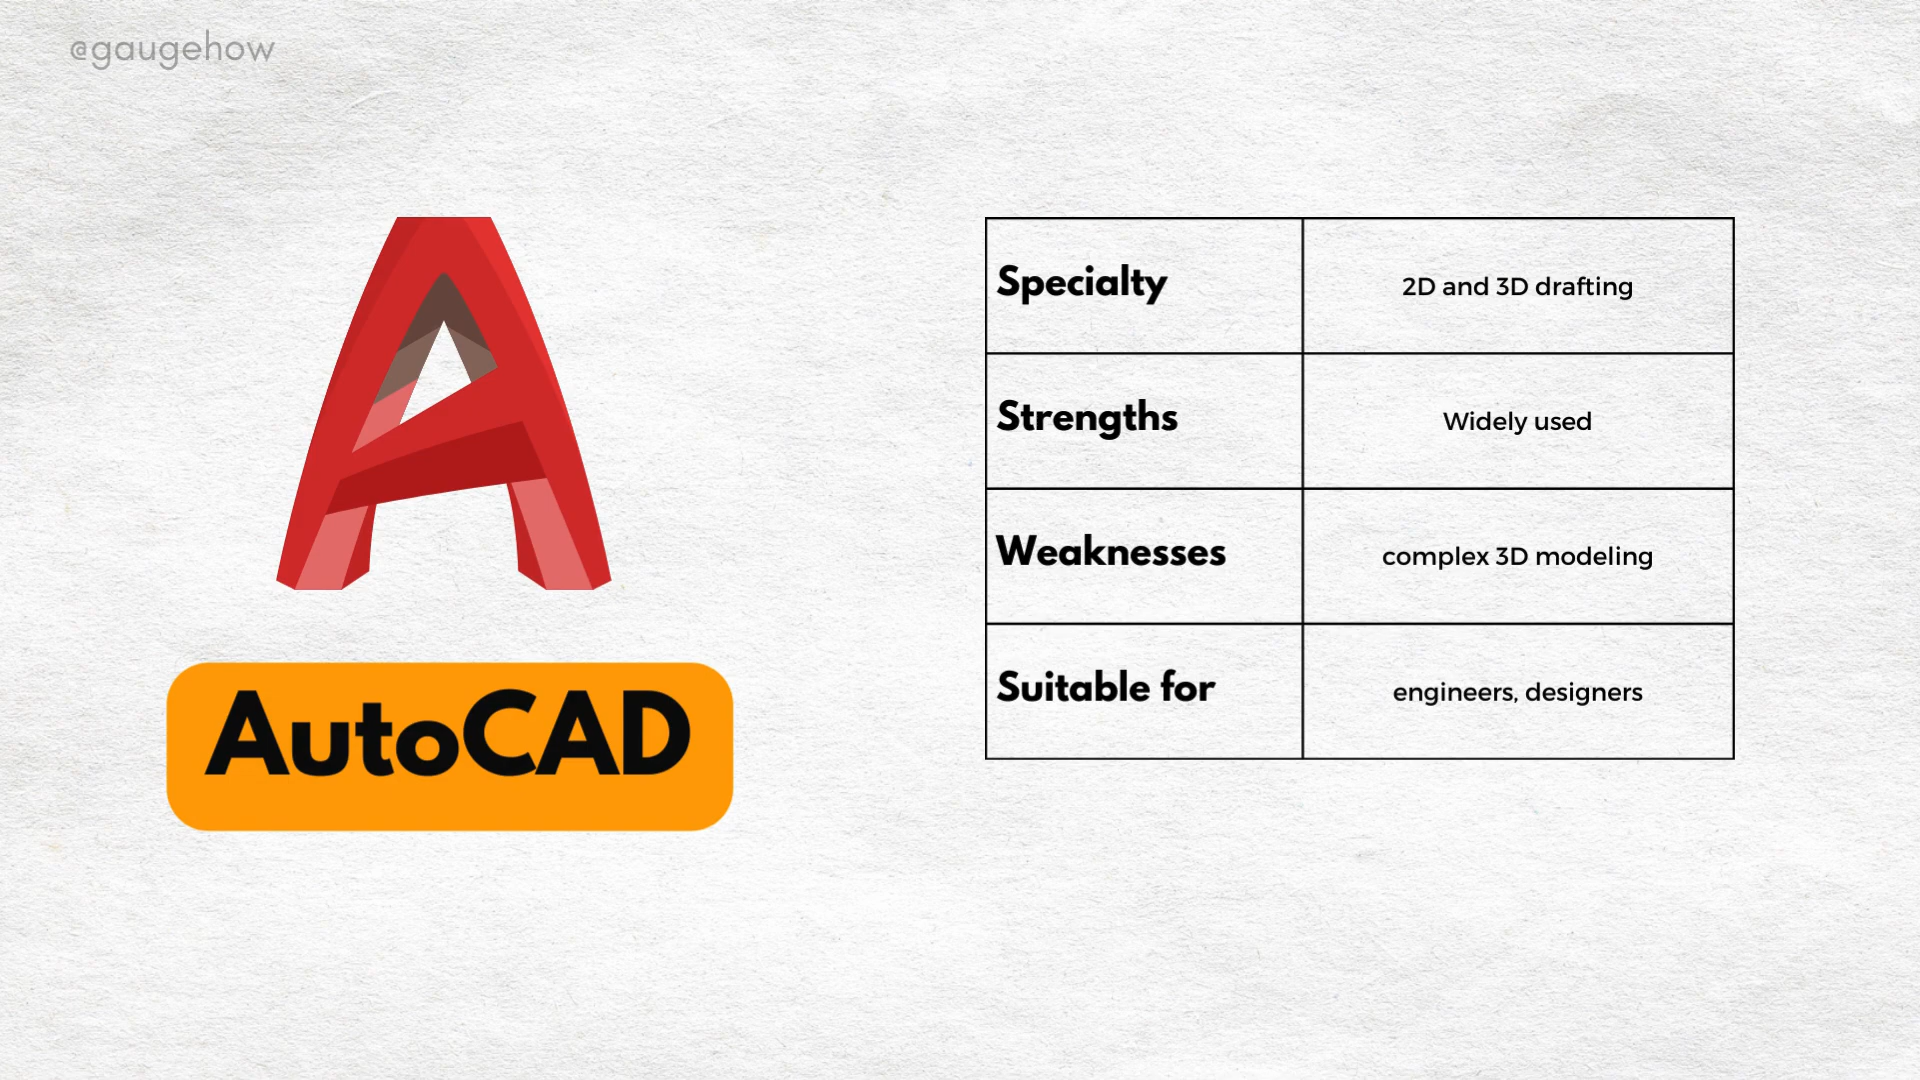 @gaugehow
AutoCAD
Specialty
2D and 3D drafting
Strengths
Widely used
Weaknesses
complex 3D modeling
Suitable for
engineers, designers